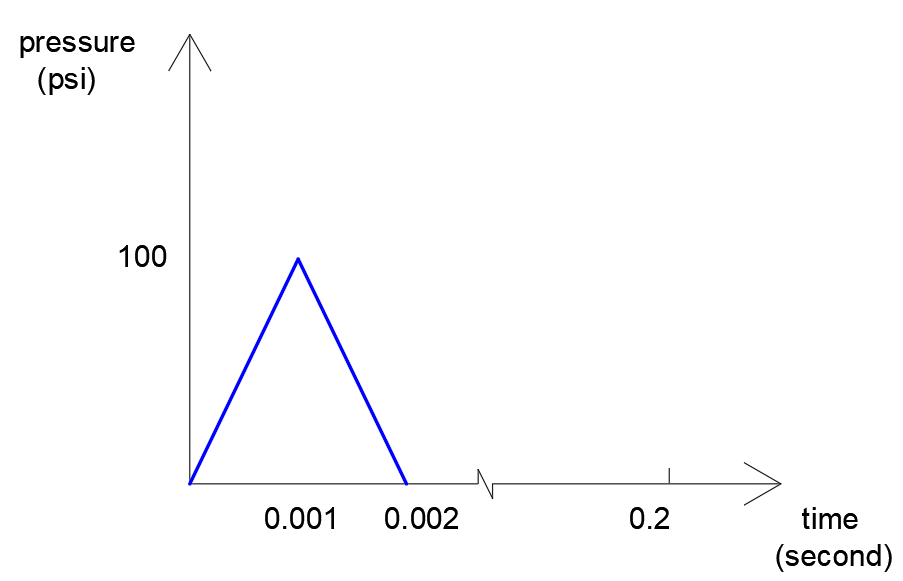 pressure
(psi)
100
0.001
0.002
0.2
time
(second)